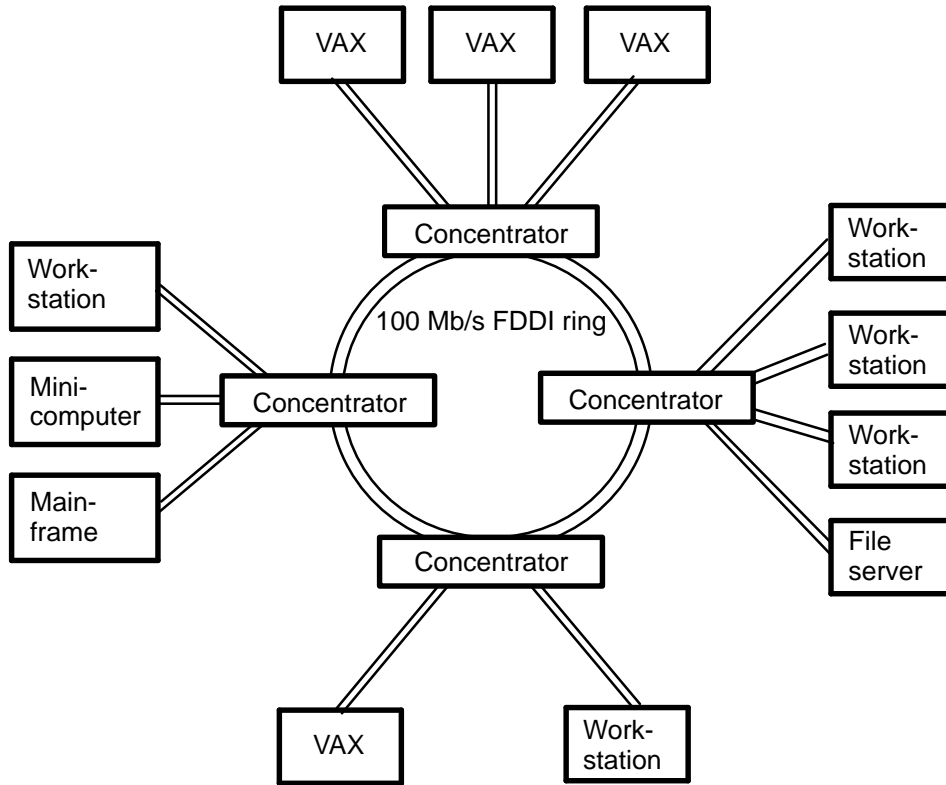 VAX
VAX
VAX
Concentrator
Work-
station
Work-
station
100 Mb/s FDDI ring
Work-
station
Mini-
computer
Concentrator
Concentrator
Work-
station
Main-
frame
File
server
Concentrator
VAX
Work-
station